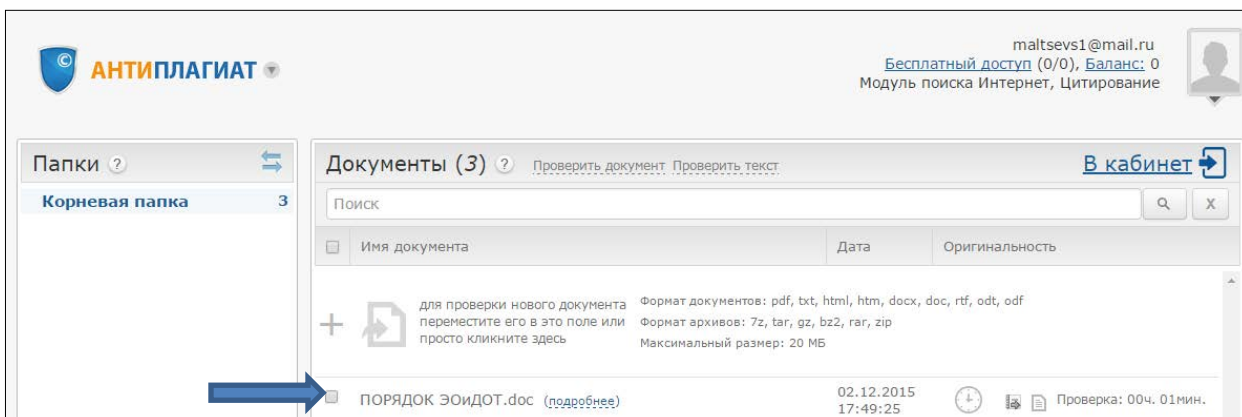 maltsevs1@mail.ru
АНТИПЛАГИАТ
Бесплатный доступ (0/0), Баланс: 0
Модуль поиска Интернет, Цитирование
Папки ?
Документы (3) ? Проверить документ Проверить текст В кабинет
Корневая папка 3
Поиск X
Имя документа Дата Оригинальность
для проверки нового документа
переместите его в это поле или
просто кликните здесь
Формат документов: pdf, txt, html, htm, docx, doc, rtf, odt, odf
Формат архивов: 7z, tar, gz, bz2, rar, zip
Максимальный размер: 20 МБ
ПОРЯДОК ЭОиДОТ.doc (подробнее) 02.12.2015
17:49:25 Проверка: 00ч. 01мин.